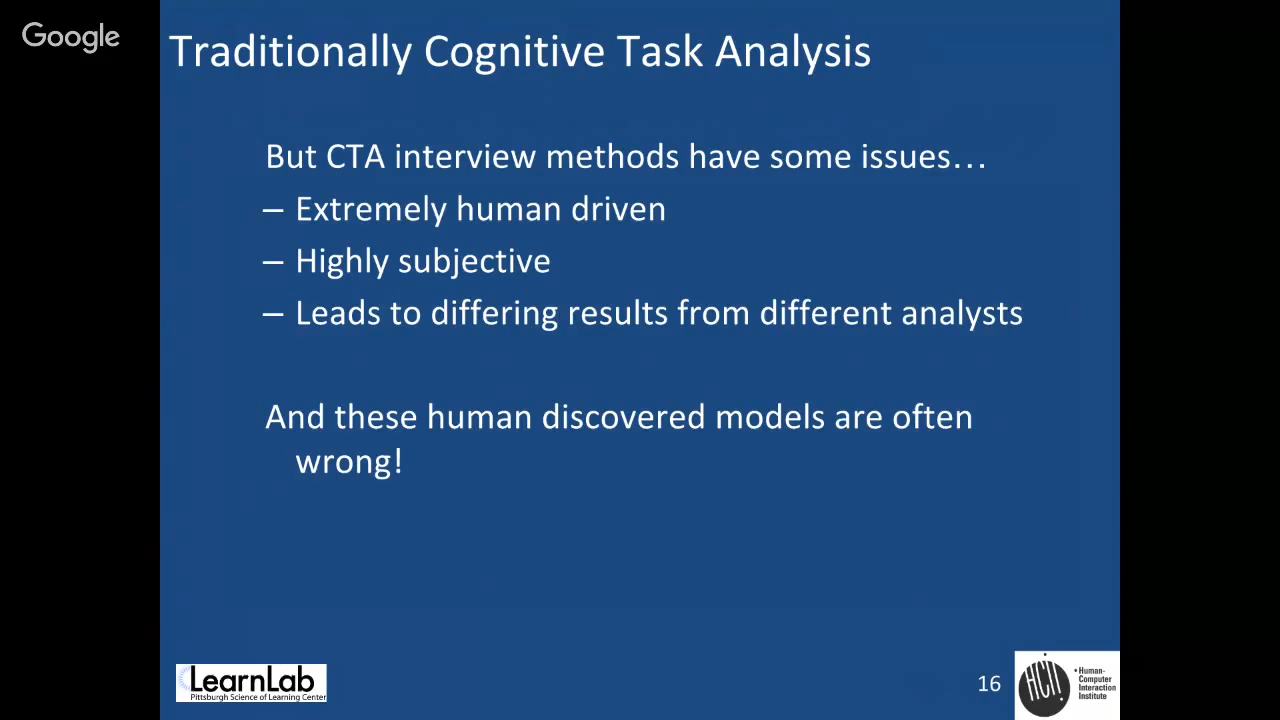 Google
Traditionally Cognitive Task Analysis
But CTA interview methods have some issues…
– Extremely human driven
– Highly subjective
– Leads to differing results from different analysts
And these human discovered models are often
wrong!
LearnLab
Pittsburgh Science of Learning Center
16
HCII
• Human-
Computer
Interaction
Institute